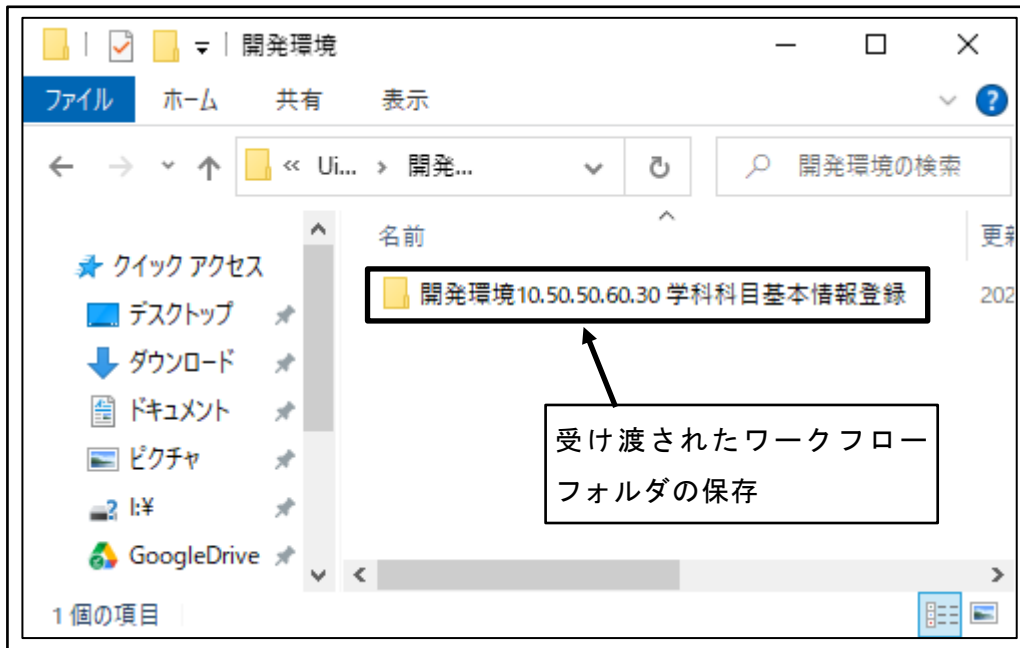 開発環境
ファイル ホーム 共有 表示
« Ui... › 開発... 開発環境の検索
名前 更新
クイック アクセス
開発環境10.50.50.60.30 学科科目基本情報登録 202
デスクトップ
ダウンロード
ドキュメント
受け渡されたワークフロー
ピクチャ
フォルダの保存
I:¥
GoogleDrive
1 個の項目